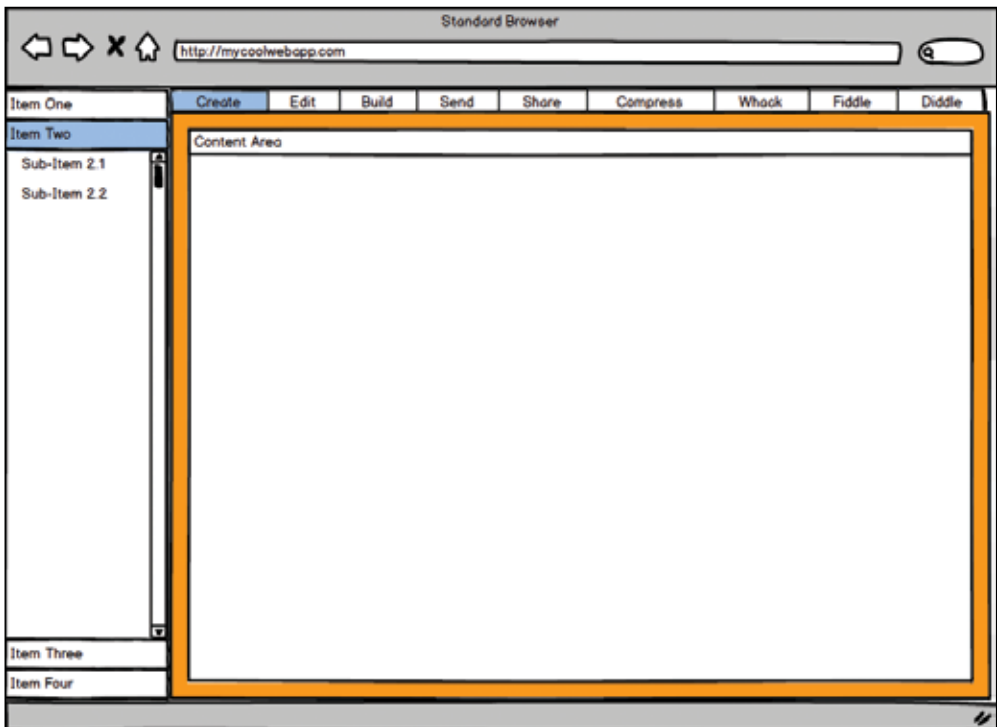 Standard Browser
http://mycoolwebapp.com
Item One
Item Two
Sub-Item 2.1
Sub-Item 2.2
Item Three
Item Four
Create Edit Build Send Share Compress Whack Fiddle Diddle
Content Area